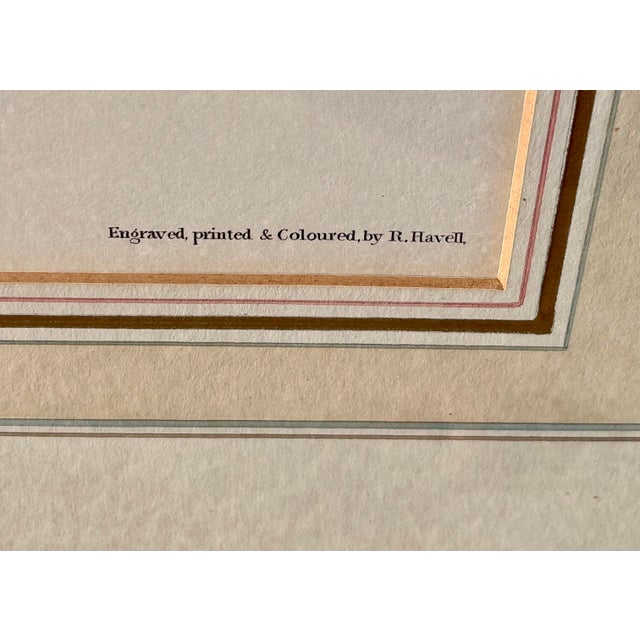 Engraved, printed & Coloured, by R. Havell.